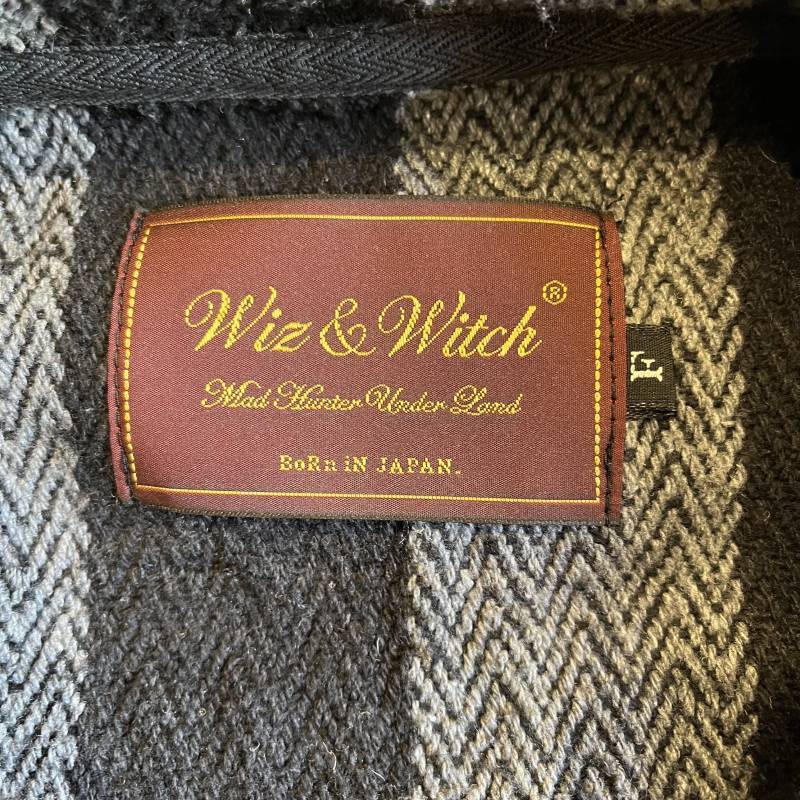 Wiz & Witch®
Mad Hunter Under Land
BoRn iN JAPAN.
F